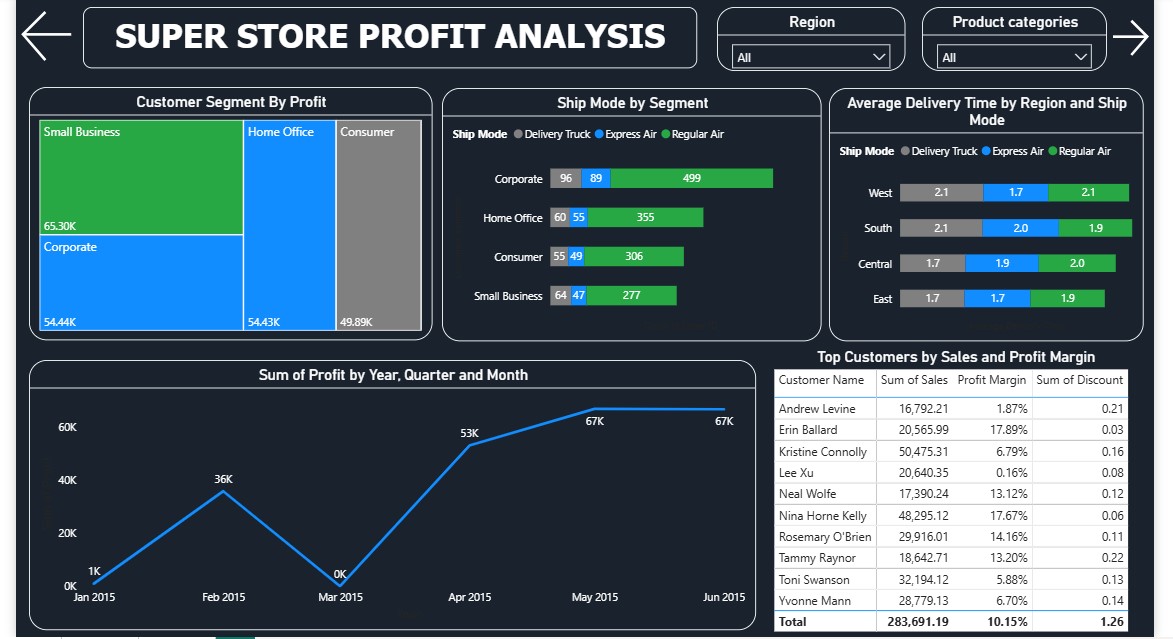 SUPER STORE PROFIT ANALYSIS
Region
All
Product categories
All
Customer Segment By Profit
Small Business
65.30K
Corporate
54.44K
Home Office
54.43K
Consumer
49.89K
Ship Mode by Segment
Ship Mode Delivery Truck Express Air Regular Air
Corporate 96 89 499
Home Office 60 55 355
Consumer 55 49 306
Small Business 64 47 277
Average Delivery Time by Region and Ship
Mode
Ship Mode Delivery Truck Express Air Regular Air
West 2.1 1.7 2.1
South 2.1 2.0 1.9
Central 1.7 1.9 2.0
East 1.7 1.7 1.9
Sum of Profit by Year, Quarter and Month
60K
40K
20K
0K
1K
36K
0K
53K
67K
67K
Jan 2015 Feb 2015 Mar 2015 Apr 2015 May 2015 Jun 2015
Top Customers by Sales and Profit Margin
Customer Name Sum of Sales Profit Margin Sum of Discount
Andrew Levine 16,792.21 1.87% 0.21
Erin Ballard 20,565.99 17.89% 0.03
Kristine Connolly 50,475.31 6.79% 0.16
Lee Xu 20,640.35 0.16% 0.08
Neal Wolfe 17,390.24 13.12% 0.12
Nina Horne Kelly 48,295.12 17.67% 0.06
Rosemary O'Brien 29,916.01 14.16% 0.11
Tammy Raynor 18,642.71 13.20% 0.22
Toni Swanson 32,194.12 5.88% 0.13
Yvonne Mann 28,779.13 6.70% 0.14
Total 283,691.19 10.15% 1.26